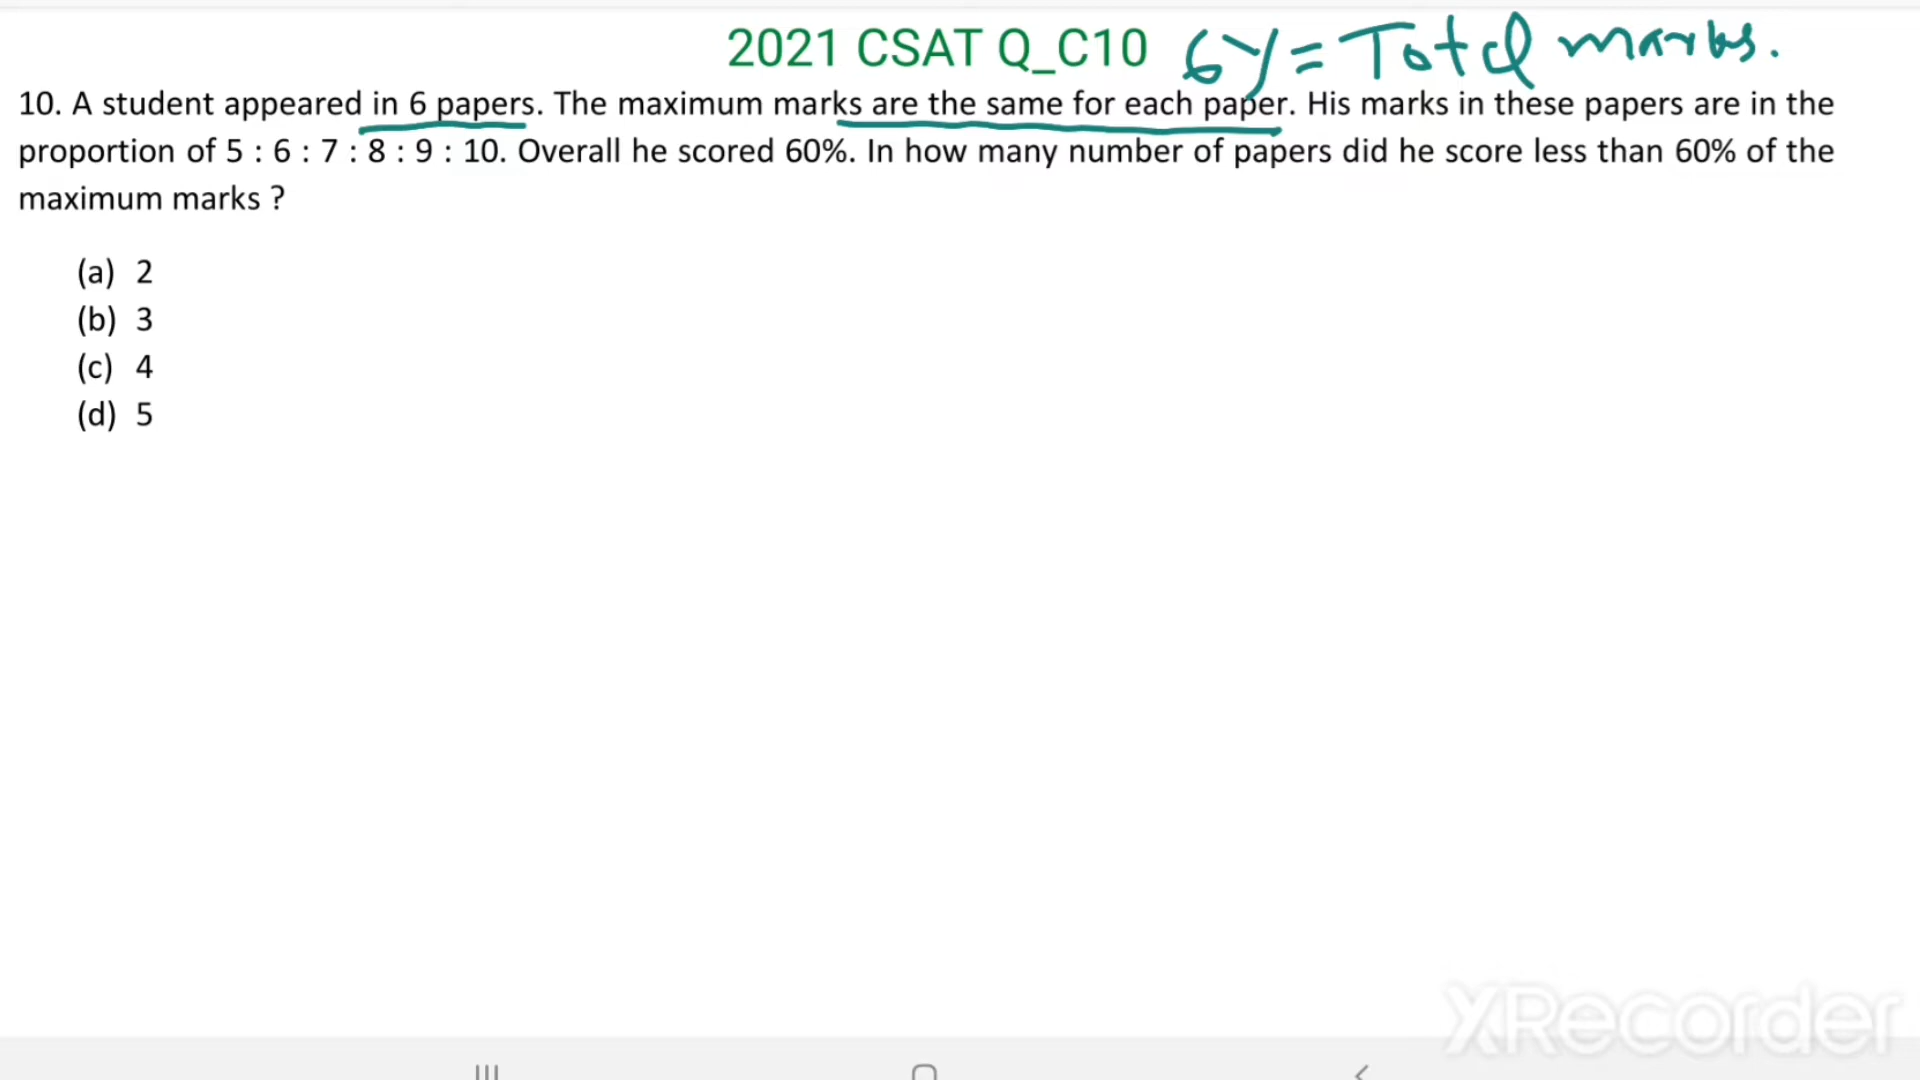 2021 CSAT Q_C10 6y = Total marks.
10. A student appeared in 6 papers. The maximum marks are the same for each paper. His marks in these papers are in the
proportion of 5 : 6 : 7 : 8 : 9 : 10. Overall he scored 60%. In how many number of papers did he score less than 60% of the
maximum marks ?
(a) 2
(b) 3
(c) 4
(d) 5
XRecorder